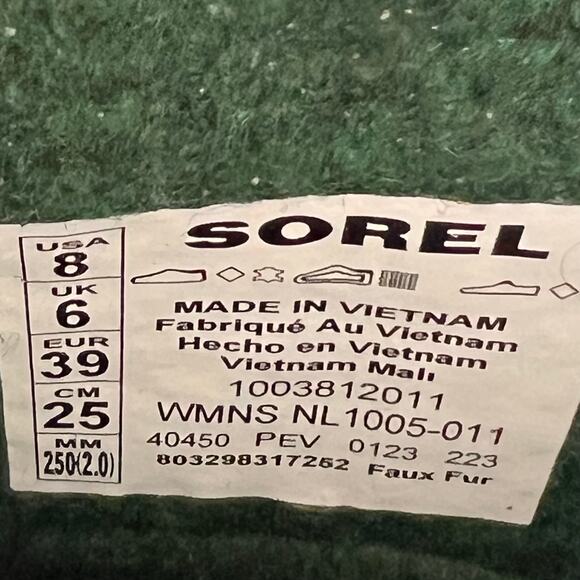 USA
8
UK
6
EUR
39
CM
25
MM
250(2.0)
SOREL
MADE IN VIETNAM
Fabriqué Au Vietnam
Hecho en Vietnam
Vietnam Malı
1003812011
WMNS NL1005-011
40450 PEV 0123 223
803298317252 Faux Fur